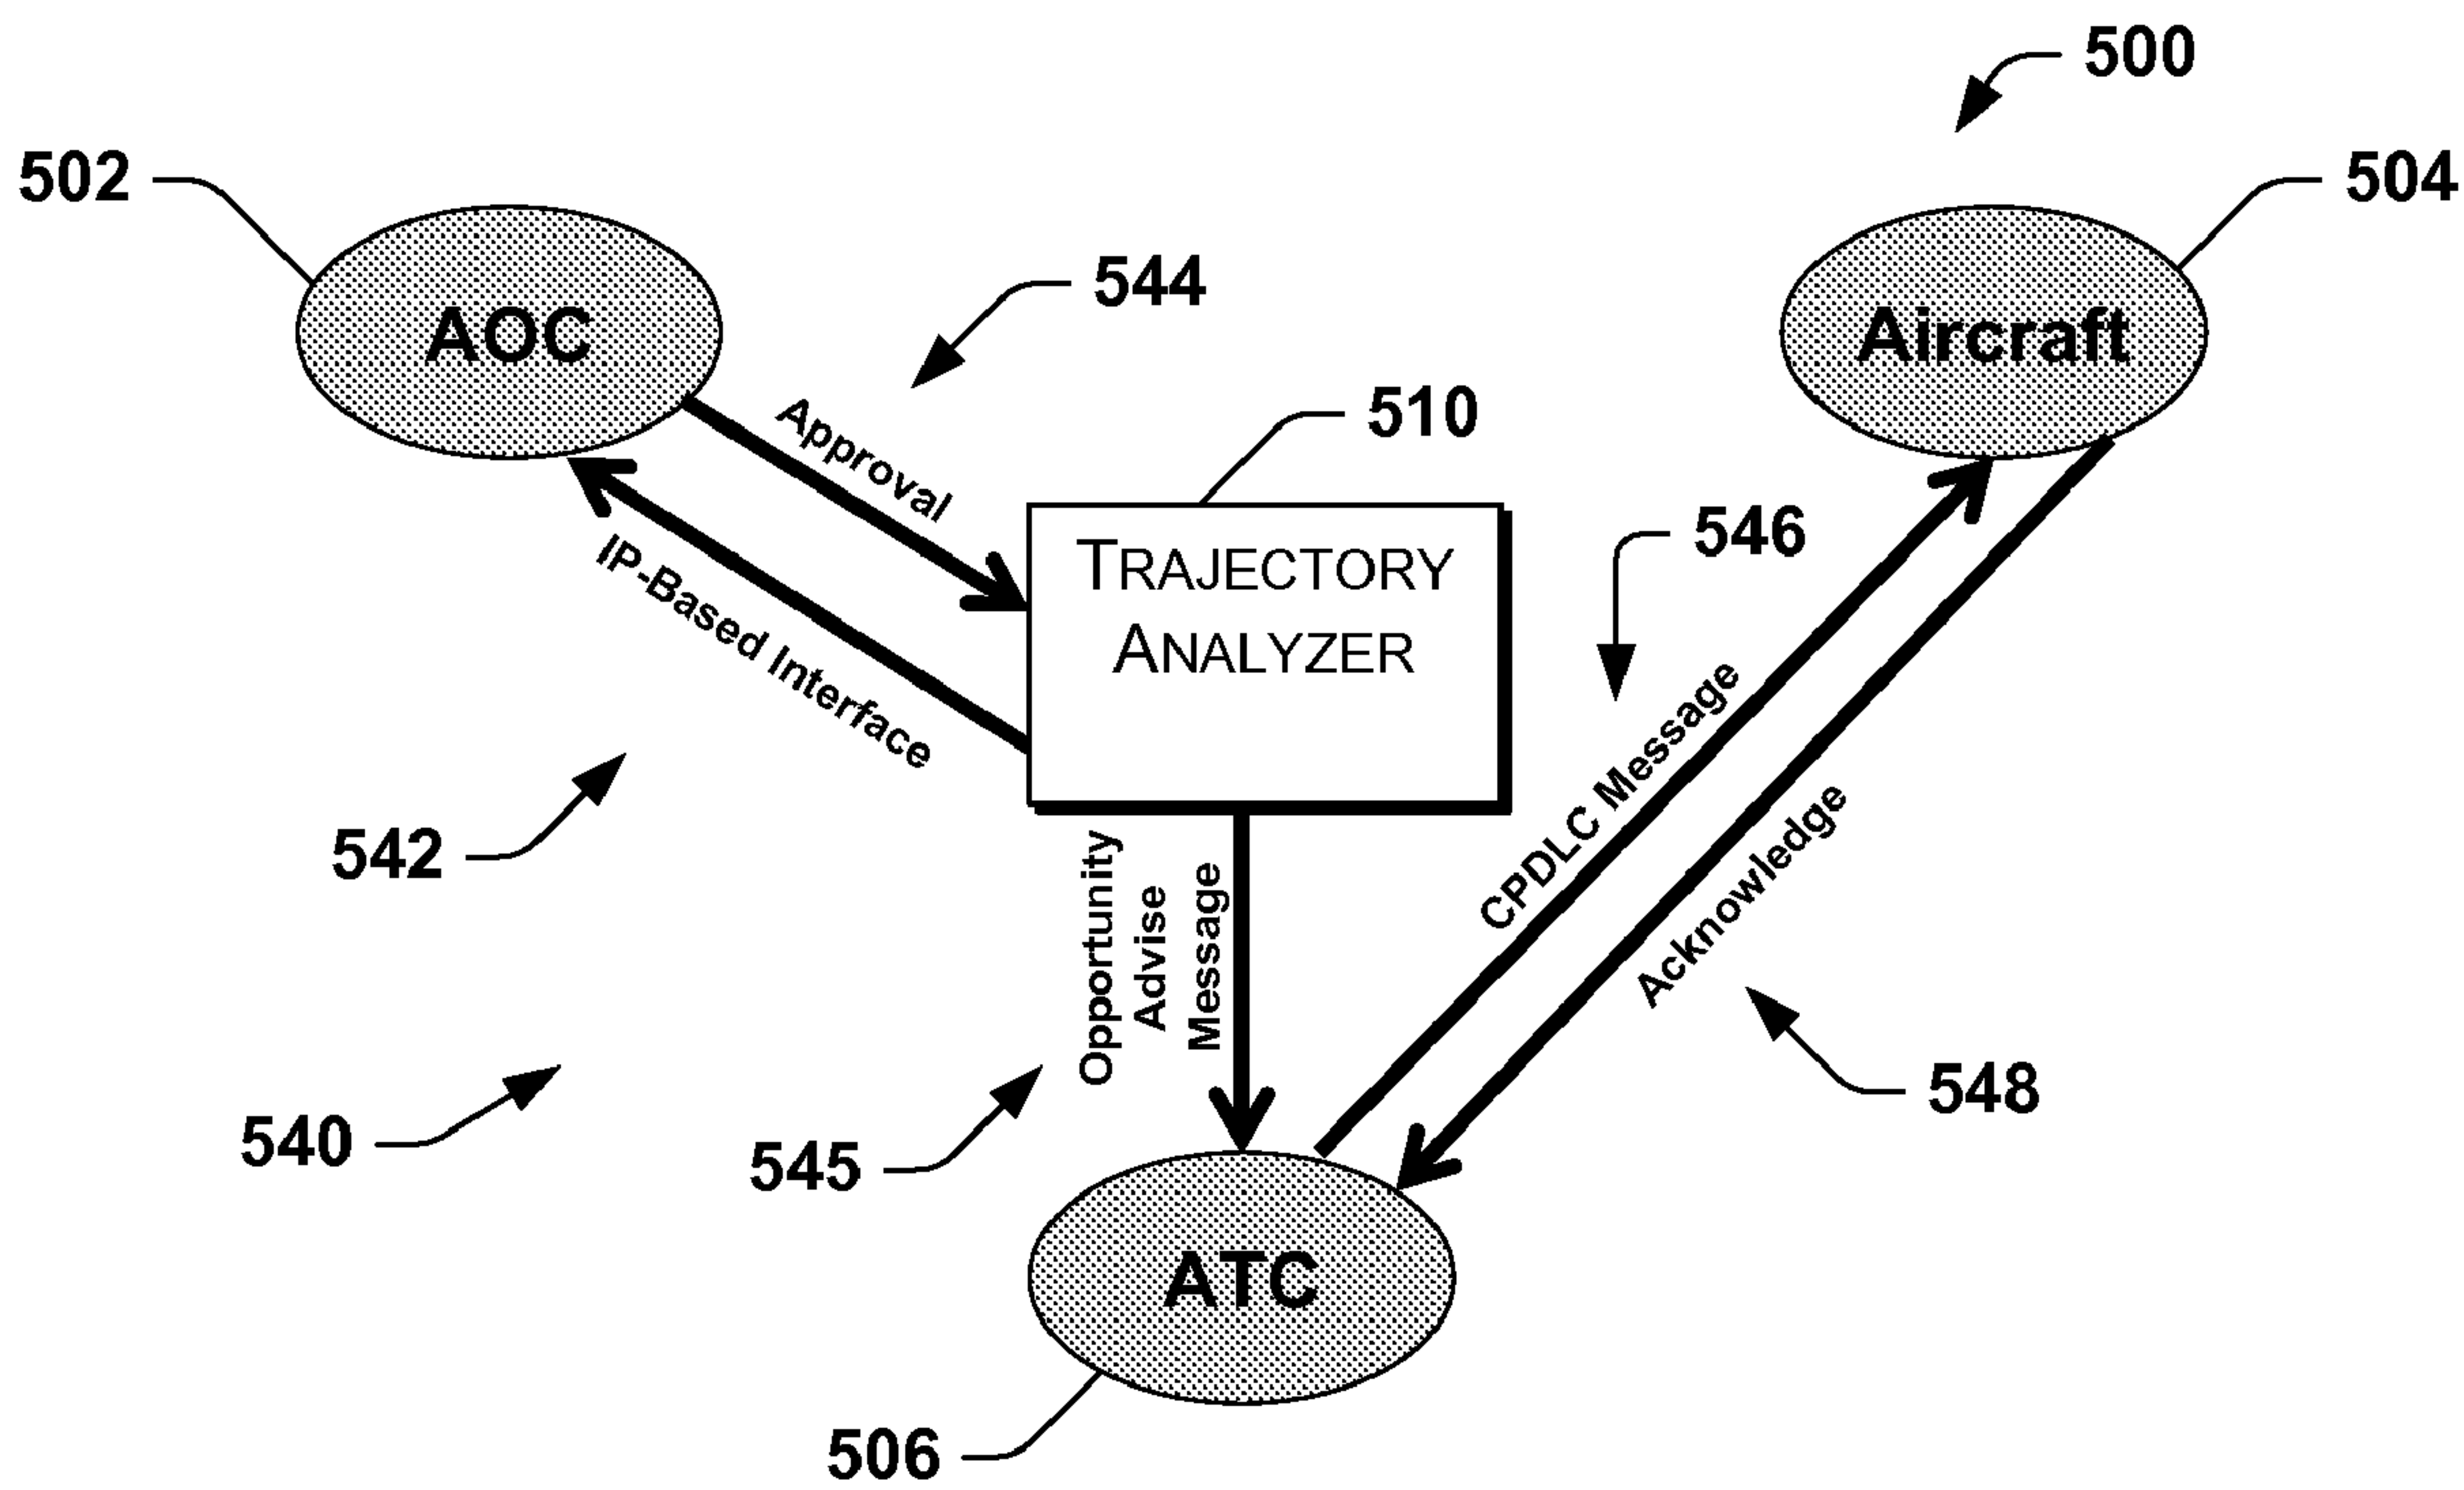 500
502
504
544
AOC
Aircraft
510
Approval
546
TRAJECTORY
ANALYZER
IP-Based Interface
CPDLC Message
542
Acknowledge
Opportunity
Advise
Message
548
540
545
ATC
506